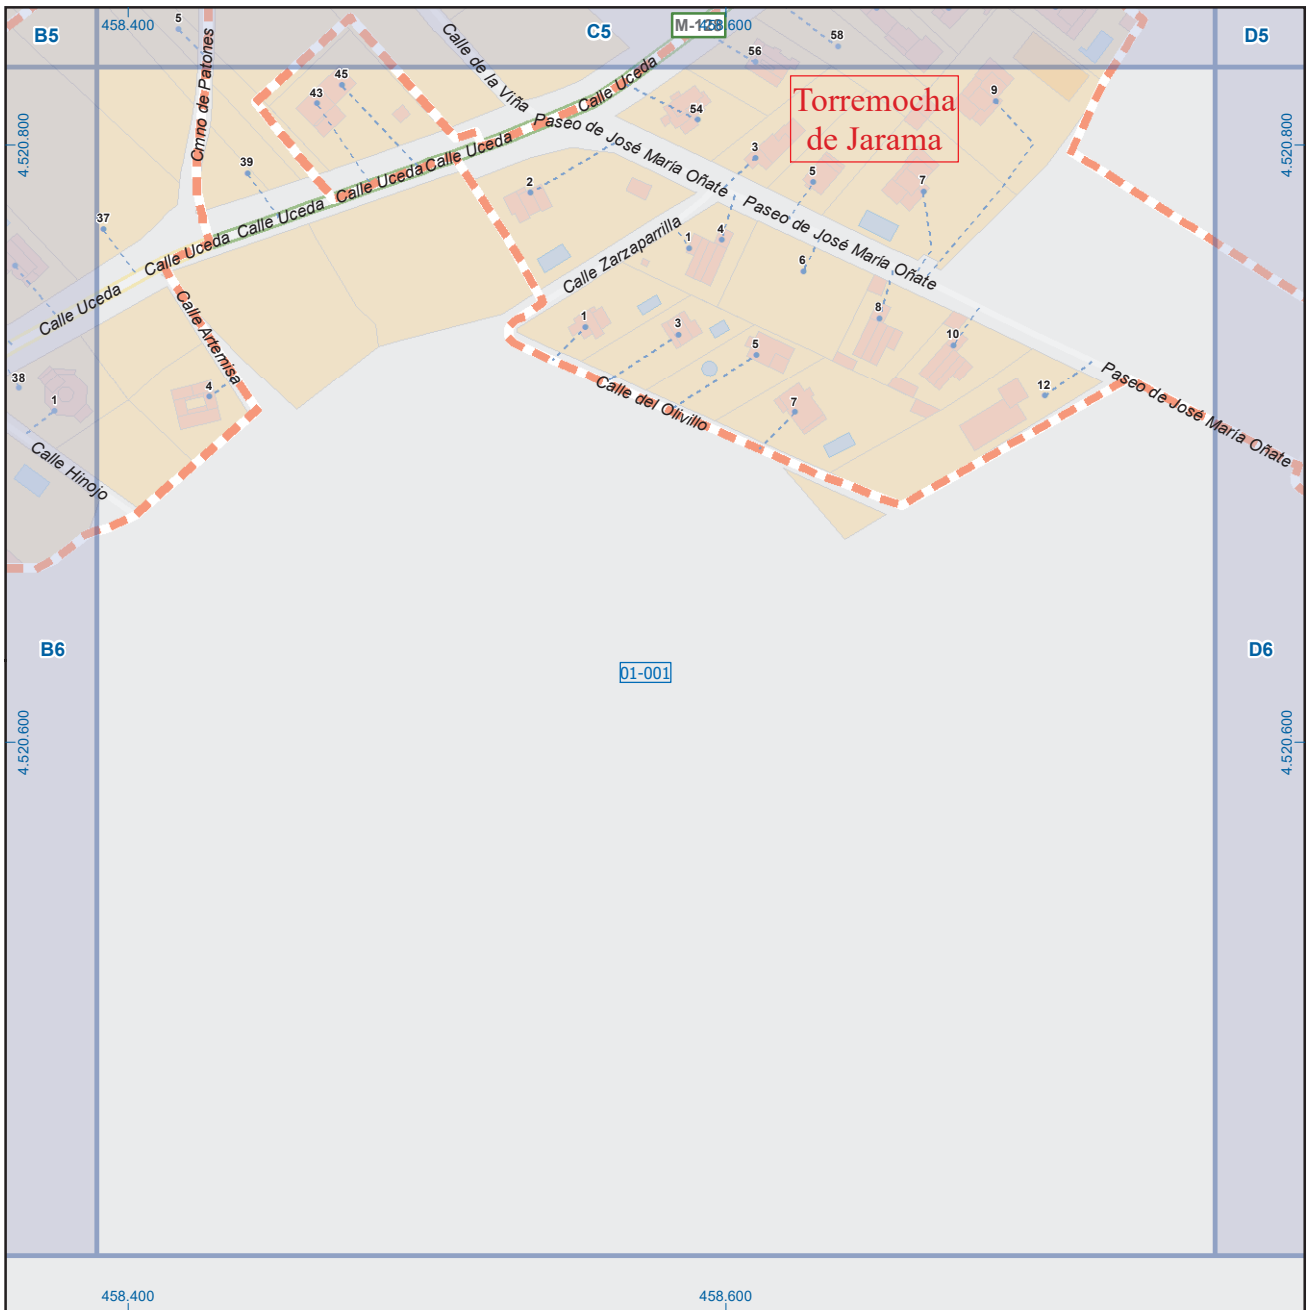 B5
458.400
C5
M-128
458.600
D5
5
58
56
45
43
54
9
Calle de la Viña
Cmno de Patones
Calle Uceda
Torremocha
de Jarama
4.520.800
4.520.800
Paseo de José María Oñate
Calle Uceda
Calle Uceda
Calle Uceda
Calle Uceda
Calle Uceda
39
37
2
3
5
7
Paseo de José María Oñate
Calle Zarzaparrilla
1
4
6
Calle Artemisa
1
3
5
8
10
12
7
Calle del Olivillo
Paseo de José María Oñate
38
1
4
Calle Hinojo
B6
D6
01-001
4.520.600
4.520.600
458.400
458.600